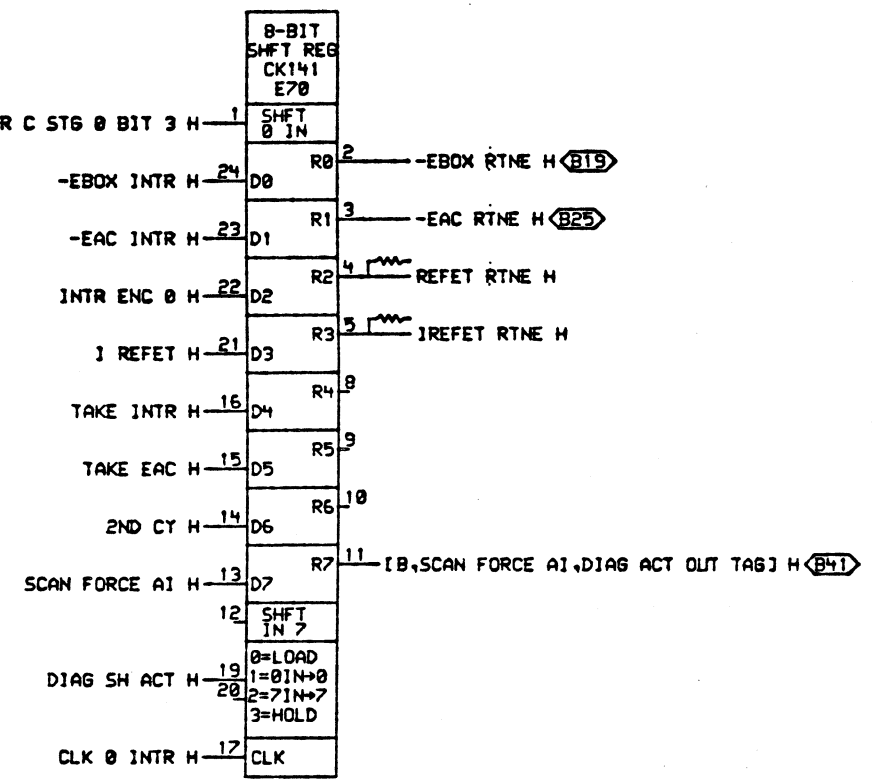 8-BIT
SHFT REG
CK141
E70
R C STG 0 BIT 3 H 1 SHFT
0 IN
R0 2 -EBOX RTNE H B19
-EBOX INTR H 24 D0
R1 3 -EAC RTNE H B25
-EAC INTR H 23 D1
R2 4 REFET RTNE H
INTR ENC 0 H 22 D2
R3 5 IREFET RTNE H
I REFET H 21 D3
R4 8
TAKE INTR H 16 D4
R5 9
TAKE EAC H 15 D5
R6 10
2ND CY H 14 D6
R7 11 [B,SCAN FORCE AI,DIAG ACT OUT TAG] H B41
SCAN FORCE AI H 13 D7
12 SHFT
IN 7
0=LOAD
DIAG SH ACT H 19 1=0IN→0
20 2=7IN→7
3=HOLD
CLK 0 INTR H 17 CLK